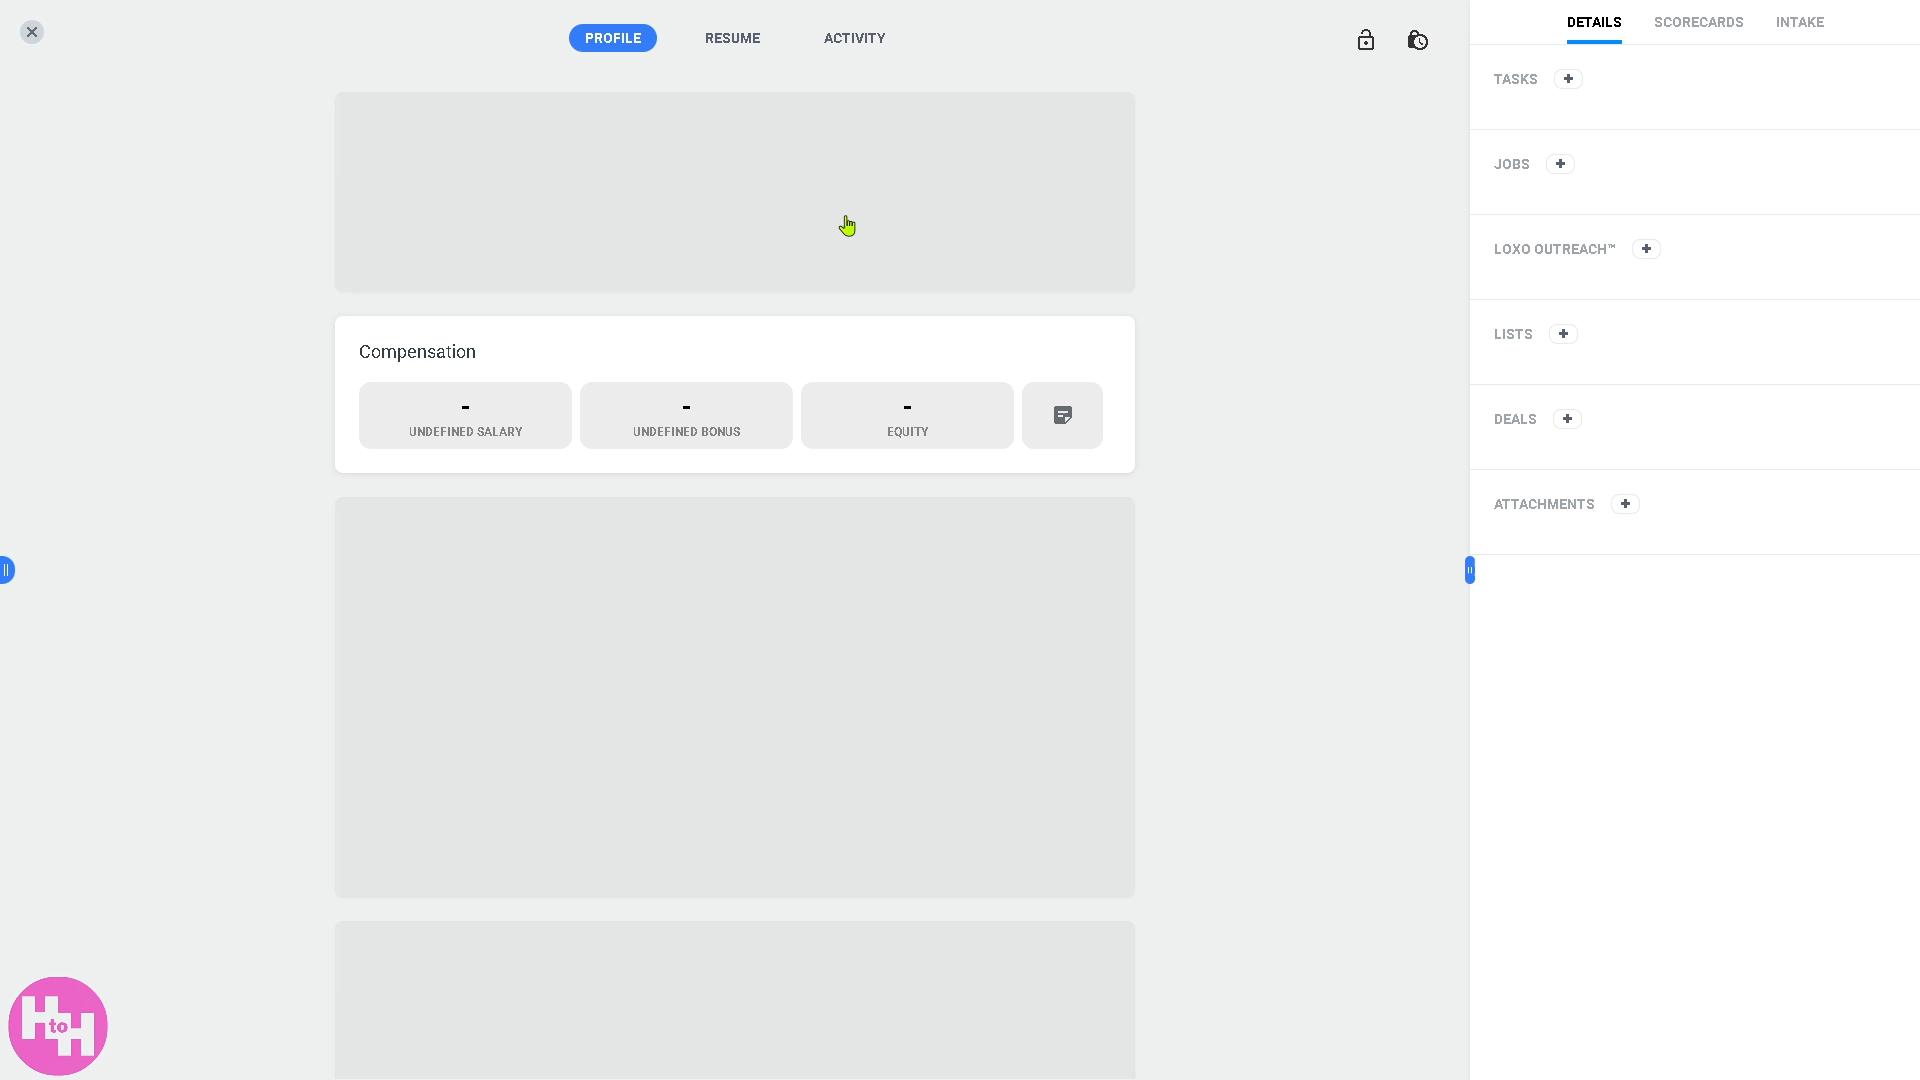 PROFILE RESUME ACTIVITY
DETAILS SCORECARDS INTAKE
Compensation
-
UNDEFINED SALARY
-
UNDEFINED BONUS
-
EQUITY
TASKS
JOBS
LOXO OUTREACH™
LISTS
DEALS
ATTACHMENTS
H to H